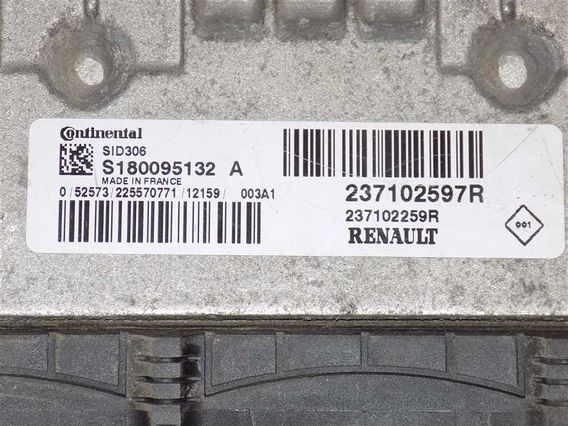 Continental
SID306
S180095132 A
MADE IN FRANCE
0/52573/225570771/12159/ 003A1
237102597R
237102259R
RENAULT
001